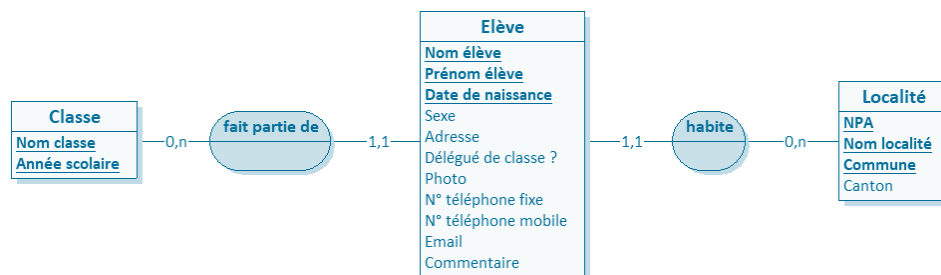 Classe
Nom classe
Année scolaire
0,n
fait partie de
1,1
Elève
Nom élève
Prénom élève
Date de naissance
Sexe
Adresse
Délégué de classe ?
Photo
N° téléphone fixe
N° téléphone mobile
Email
Commentaire
1,1
habite
0,n
Localité
NPA
Nom localité
Commune
Canton